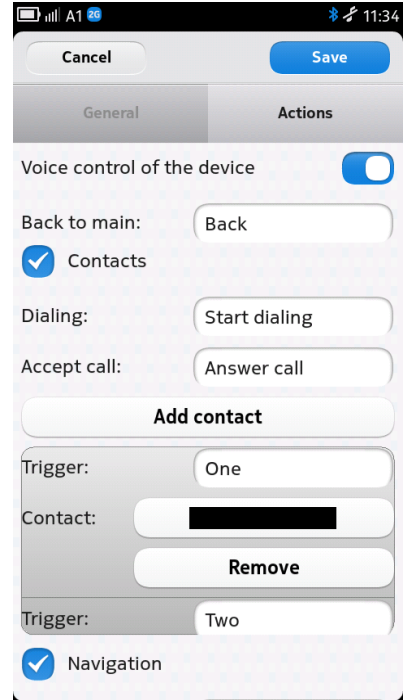 A1 2G 11:34
Cancel Save
General Actions
Voice control of the device
Back to main: Back
Contacts
Dialing: Start dialing
Accept call: Answer call
Add contact
Trigger: One
Contact:
Remove
Trigger: Two
Navigation